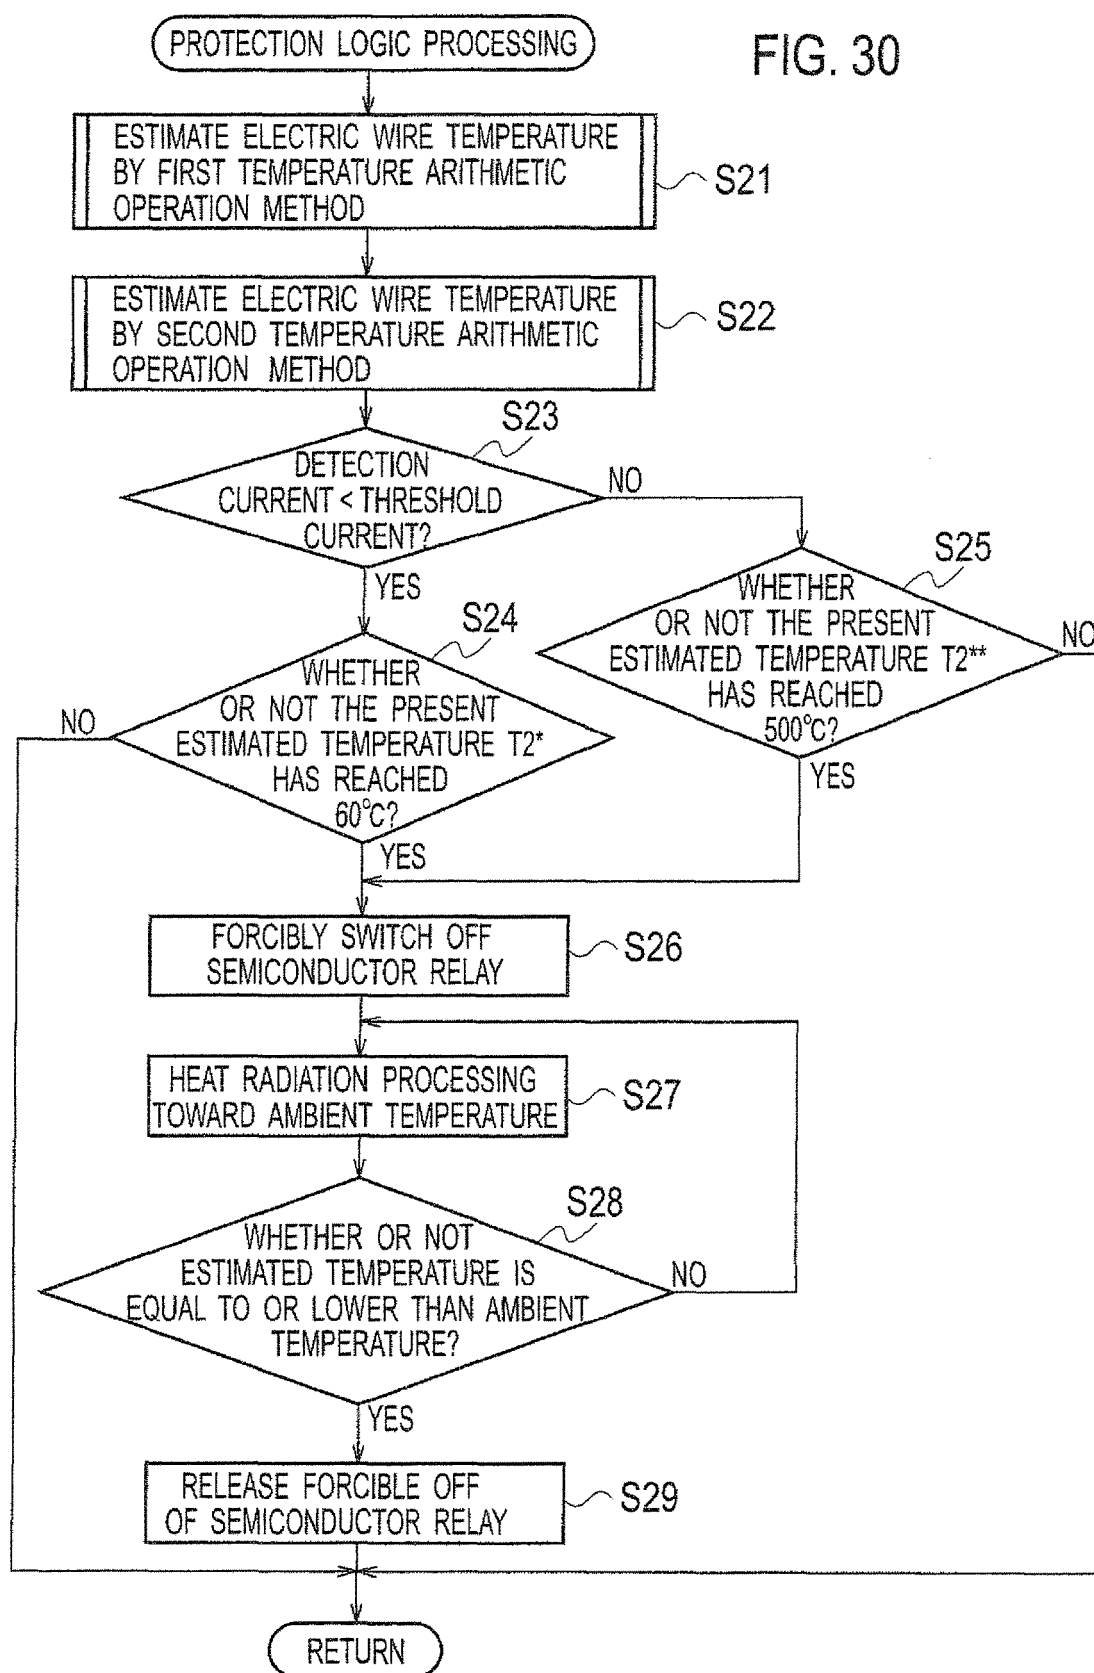 PROTECTION LOGIC PROCESSING
FIG. 30
ESTIMATE ELECTRIC WIRE TEMPERATURE
BY FIRST TEMPERATURE ARITHMETIC
OPERATION METHOD
S21
ESTIMATE ELECTRIC WIRE TEMPERATURE
BY SECOND TEMPERATURE ARITHMETIC
OPERATION METHOD
S22
S23
DETECTION
CURRENT < THRESHOLD
CURRENT?
NO
YES
S25
WHETHER
OR NOT THE PRESENT
ESTIMATED TEMPERATURE T2**
HAS REACHED
500°C?
NO
YES
S24
WHETHER
OR NOT THE PRESENT
ESTIMATED TEMPERATURE T2*
HAS REACHED
60°C?
NO
YES
FORCIBLY SWITCH OFF
SEMICONDUCTOR RELAY
S26
HEAT RADIATION PROCESSING
TOWARD AMBIENT TEMPERATURE
S27
S28
WHETHER OR NOT
ESTIMATED TEMPERATURE IS
EQUAL TO OR LOWER THAN AMBIENT
TEMPERATURE?
NO
YES
RELEASE FORCIBLE OFF
OF SEMICONDUCTOR RELAY
S29
RETURN